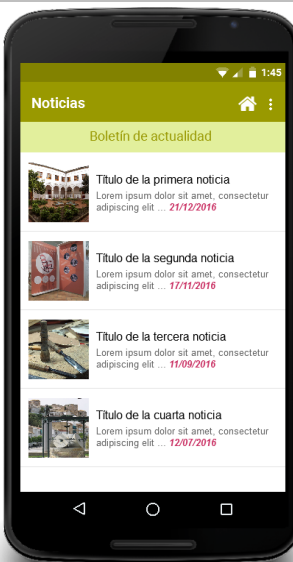 1:45
Noticias
Boletín de actualidad
Título de la primera noticia
Lorem ipsum dolor sit amet, consectetur
adipiscing elit ... 21/12/2016
Título de la segunda noticia
Lorem ipsum dolor sit amet, consectetur
adipiscing elit ... 17/11/2016
Título de la tercera noticia
Lorem ipsum dolor sit amet, consectetur
adipiscing elit ... 11/09/2016
Título de la cuarta noticia
Lorem ipsum dolor sit amet, consectetur
adipiscing elit ... 12/07/2016